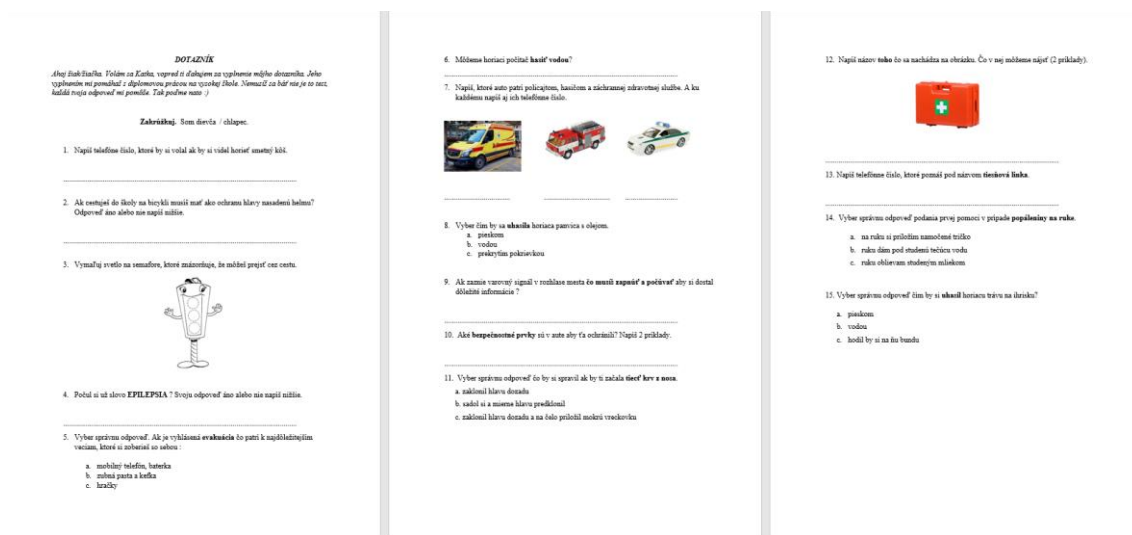 DOTAZNÍK
Ahoj žiak/žiačka. Volám sa Katka, vopred ti ďakujem za vyplnenie môjho dotazníka. Jeho
vyplnením mi pomáhaš s diplomovou prácou na vysokej škole. Nemusíš sa báť nie je to test,
každá tvoja odpoveď mi pomôže. Tak poďme nato :)
Zakrúžkuj. Som dievča / chlapec.
1. Napíš telefóne číslo, ktoré by si volal ak by si videl horieť smetný kôš.
2. Ak cestuješ do školy na bicykli musíš mať ako ochranu hlavy nasadenú helmu?
Odpoveď áno alebo nie napíš nižšie.
3. Vymaľuj svetlo na semafore, ktoré znázorňuje, že môžeš prejsť cez cestu.
4. Počul si už slovo EPILEPSIA ? Svoju odpoveď áno alebo nie napíš nižšie.
5. Vyber správnu odpoveď. Ak je vyhlásená evakuácia čo patrí k najdôležitejším
veciam, ktoré si zoberieš so sebou :
a. mobilný telefón, baterka
b. zubná pasta a kefka
c. hračky
6. Môžeme horiaci počítač hasiť vodou?
7. Napíš, ktoré auto patrí policajtom, hasičom a záchrannej zdravotnej službe. A ku
každému napíš aj ich telefónne číslo.
8. Vyber čím by sa uhasila horiaca panvica s olejom.
a. pieskom
b. vodou
c. prekrytím pokrievkou
9. Ak zaznie varovný signál v rozhlase mesta čo musíš zapnúť a počúvať aby si dostal
dôležité informácie ?
10. Aké bezpečnostné prvky sú v aute aby ťa ochránili? Napíš 2 príklady.
11. Vyber správnu odpoveď čo by si spravil ak by ti začala tiecť krv z nosa.
a. zaklonil hlavu dozadu
b. sadol si a mierne hlavu predklonil
c. zaklonil hlavu dozadu a na čelo priložil mokrú vreckovku
12. Napíš názov toho čo sa nachádza na obrázku. Čo v nej môžeme nájsť (2 príklady).
13. Napíš telefónne číslo, ktoré poznáš pod názvom tiesňová linka.
14. Vyber správnu odpoveď podania prvej pomoci v prípade popáleniny na ruke.
a. na ruku si priložím namočené tričko
b. ruku dám pod studenú tečúcu vodu
c. ruku oblievam studeným mliekom
15. Vyber správnu odpoveď čím by si uhasil horiacu trávu na ihrisku?
a. pieskom
b. vodou
c. hodil by si na ňu bundu